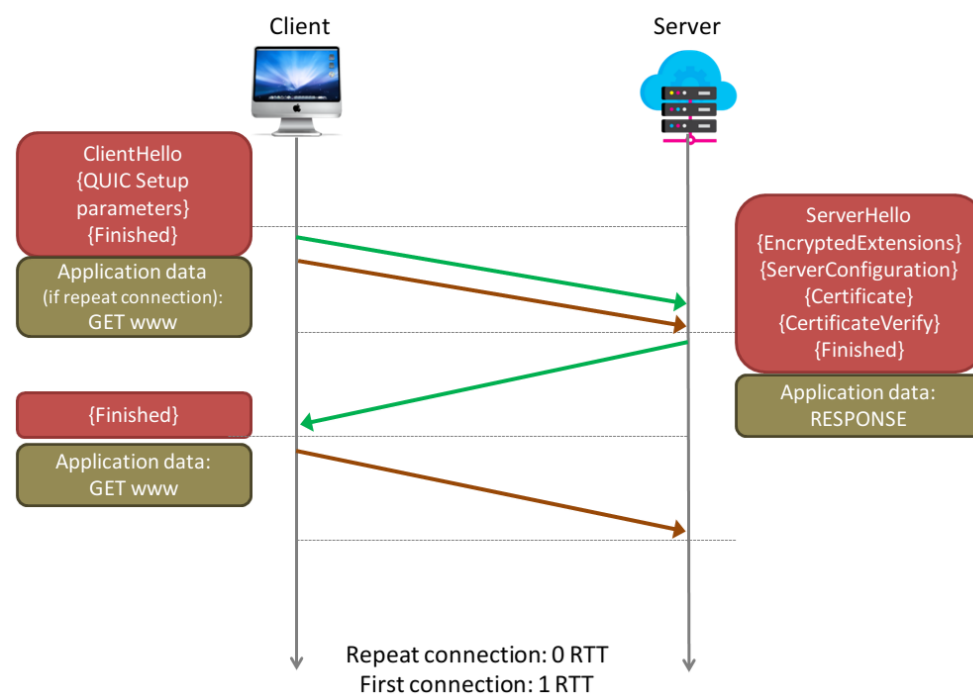 Client
Server
ClientHello
{QUIC Setup
parameters}
{Finished}
Application data
(if repeat connection):
GET www
ServerHello
{EncryptedExtensions}
{ServerConfiguration}
{Certificate}
{CertificateVerify}
{Finished}
Application data:
RESPONSE
{Finished}
Application data:
GET www
Repeat connection: 0 RTT
First connection: 1 RTT